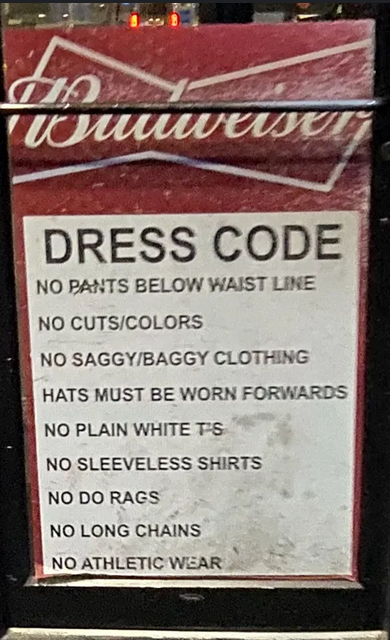 Budweiser
DRESS CODE
NO PANTS BELOW WAIST LINE
NO CUTS/COLORS
NO SAGGY/BAGGY CLOTHING
HATS MUST BE WORN FORWARDS
NO PLAIN WHITE T'S
NO SLEEVELESS SHIRTS
NO DO RAGS
NO LONG CHAINS
NO ATHLETIC WEAR